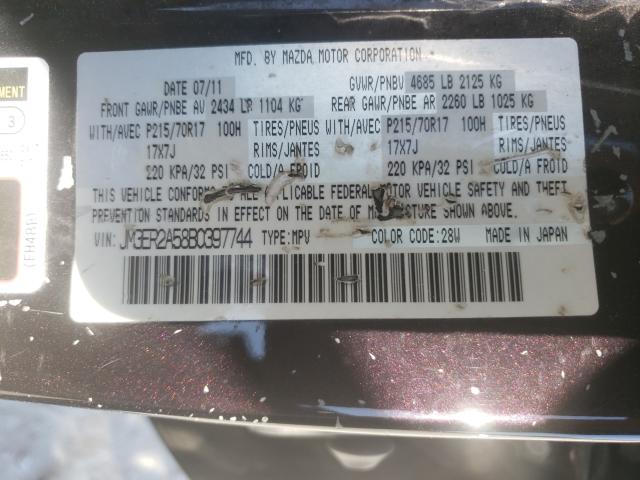 MFD. BY MAZDA MOTOR CORPORATION
DATE 07/11 GVWR/PNBV 4685 LB 2125 KG
FRONT GAWR/PNBE AV 2434 LB 1104 KG REAR GAWR/PNBE AR 2260 LB 1025 KG
WITH/AVEC P215/70R17 100H TIRES/PNEUS WITH/AVEC P215/70R17 100H TIRES/PNEUS
17X7J RIMS/JANTES 17X7J RIMS/JANTES
220 KPA/32 PSI COLD/A FROID 220 KPA/32 PSI COLD/A FROID
THIS VEHICLE CONFORMS TO ALL APPLICABLE FEDERAL MOTOR VEHICLE SAFETY AND THEFT
PREVENTION STANDARDS IN EFFECT ON THE DATE OF MANUFACTURE SHOWN ABOVE.
VIN: JM3ER2A58B0397744 TYPE: MPV COLOR CODE: 28W MADE IN JAPAN
EMENT
3
(EH48)